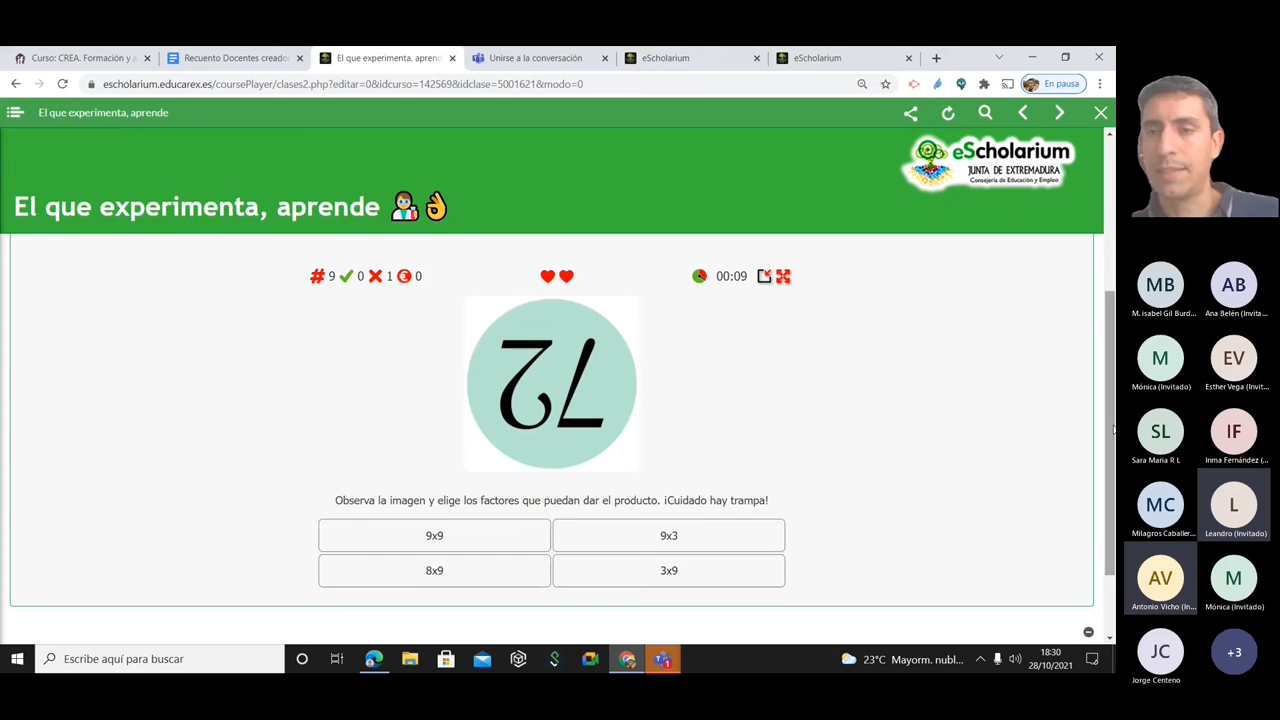 Curso: CREA. Formación y a
Recuento Docentes creado
El que experimenta, aprend
Unirse a la conversación
eScholarium
eScholarium
escholarium.educarex.es/coursePlayer/clases2.php?editar=0&idcurso=142569&idclase=5001621&modo=0
En pausa
El que experimenta, aprende
eScholarium
JUNTA DE EXTREMADURA
Consejería de Educación y Empleo
El que experimenta, aprende
# 9 0 1 0
00:09
72
Observa la imagen y elige los factores que puedan dar el producto. ¡Cuidado hay trampa!
9x9
9x3
8x9
3x9
Escribe aquí para buscar
23°C Mayorm. nubl...
18:30
28/10/2021
MB
M. isabel Gil Burd...
AB
Ana Belén (Invita...
M
Mónica (Invitado)
EV
Esther Vega (Invit...
SL
Sara Maria R L
IF
Inma Fernández (...
MC
Milagros Caballer...
L
Leandro (Invitado)
AV
Antonio Vicho (In...
M
Mónica (Invitado)
JC
Jorge Centeno
+3